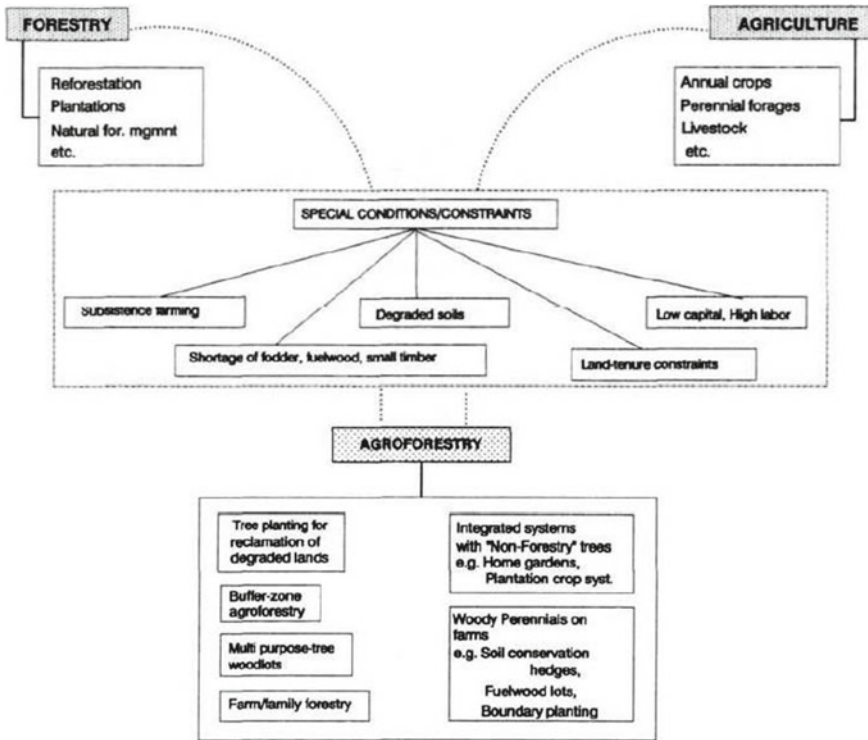 FORESTRY
AGRICULTURE
Reforestation
Plantations
Natural for. mgmnt
etc.
Annual crops
Perennial forages
Livestock
etc.
SPECIAL CONDITIONS/CONSTRAINTS
Subsistence farming
Degraded soils
Low capital, High labor
Shortage of fodder, fuelwood, small timber
Land-tenure constraints
AGROFORESTRY
Tree planting for
reclamation of
degraded lands
Buffer-zone
agroforestry
Multi purpose-tree
woodlots
Farm/family forestry
Integrated systems
with "Non-Forestry" trees
e.g. Home gardens,
Plantation crop syst.
Woody Perennials on
farms
e.g. Soil conservation
hedges,
Fuelwood lots,
Boundary planting